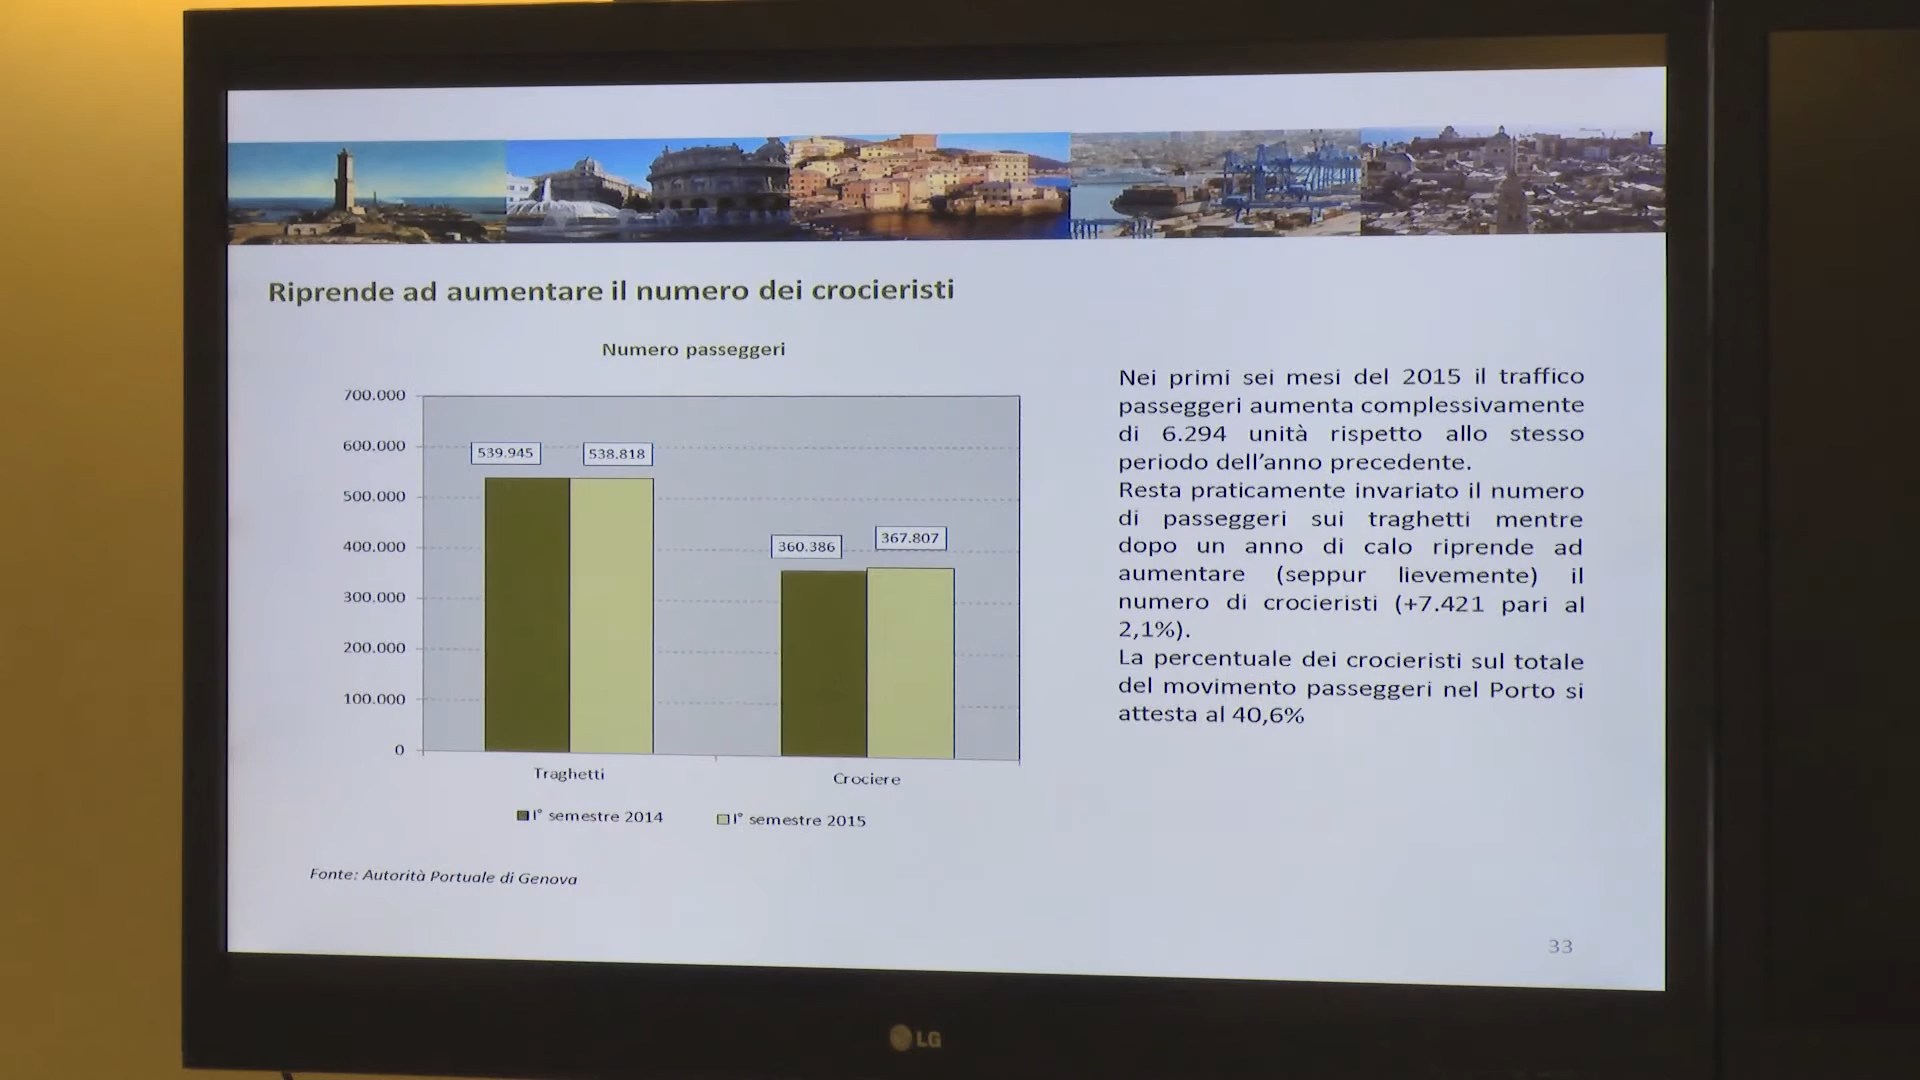 Riprende ad aumentare il numero dei crocieristi
Numero passeggeri
700.000
600.000
500.000
400.000
300.000
200.000
100.000
0
539.945
538.818
360.386
367.807
Traghetti
Crociere
I° semestre 2014
I° semestre 2015
Fonte: Autorità Portuale di Genova
Nei primi sei mesi del 2015 il traffico
passeggeri aumenta complessivamente
di 6.294 unità rispetto allo stesso
periodo dell'anno precedente.
Resta praticamente invariato il numero
di passeggeri sui traghetti mentre
dopo un anno di calo riprende ad
aumentare (seppur lievemente) il
numero di crocieristi (+7.421 pari al
2,1%).
La percentuale dei crocieristi sul totale
del movimento passeggeri nel Porto si
attesta al 40,6%
33
LG